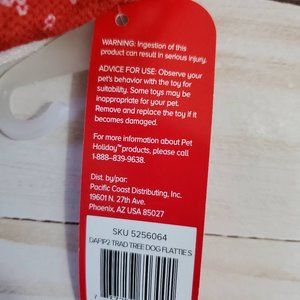 WARNING: Ingestion of this
product can result in serious injury.
ADVICE FOR USE: Observe your
pet's behavior with the toy for
suitability. Some toys may be
inappropriate for your pet.
Remove and replace the toy if it
becomes damaged.
For more information about Pet
Holiday™ products, please call
1-888-839-9638.
Dist. by/par:
Pacific Coast Distributing, Inc.
19601 N. 27th Ave.
Phoenix, AZ USA 85027
SKU 5256064
DAPIP2 TRAD TREE DOG FLATTIE S